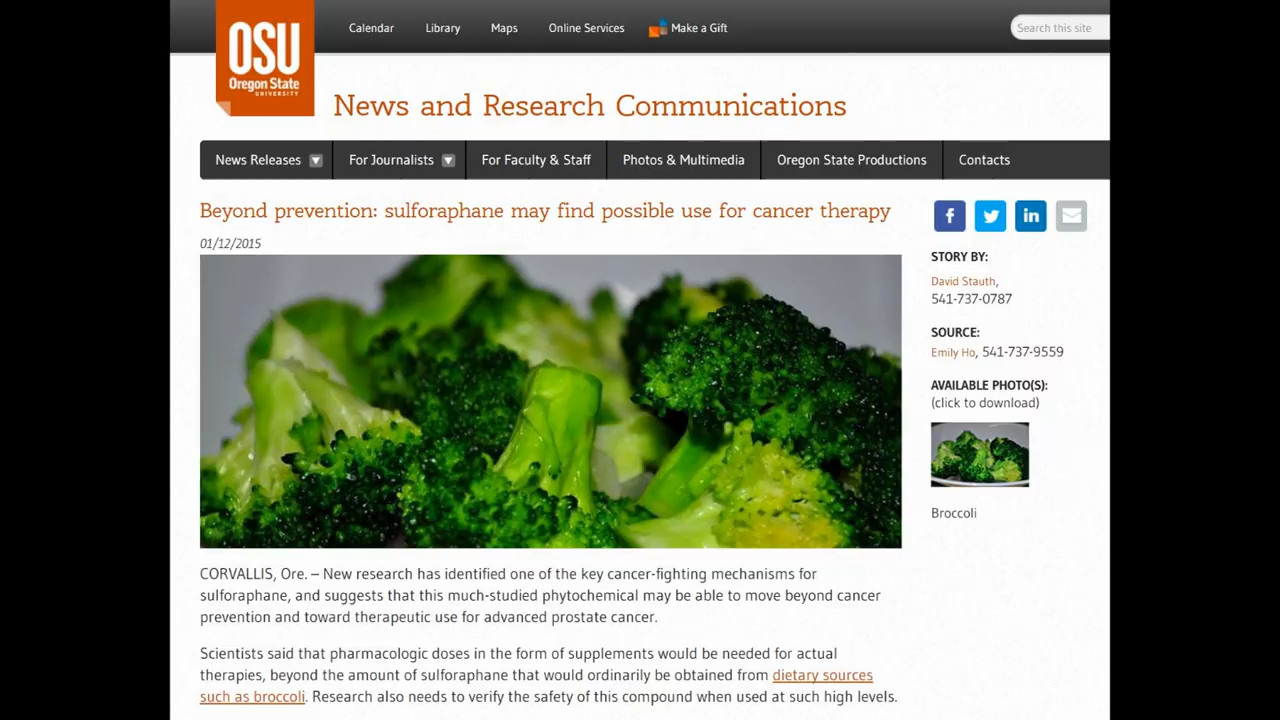 Calendar Library Maps Online Services Make a Gift Search this site
OSU
Oregon State
UNIVERSITY
News and Research Communications
News Releases For Journalists For Faculty & Staff Photos & Multimedia Oregon State Productions Contacts
Beyond prevention: sulforaphane may find possible use for cancer therapy
01/12/2015
CORVALLIS, Ore. – New research has identified one of the key cancer-fighting mechanisms for
sulforaphane, and suggests that this much-studied phytochemical may be able to move beyond cancer
prevention and toward therapeutic use for advanced prostate cancer.
Scientists said that pharmacologic doses in the form of supplements would be needed for actual
therapies, beyond the amount of sulforaphane that would ordinarily be obtained from dietary sources
such as broccoli. Research also needs to verify the safety of this compound when used at such high levels.
f in
STORY BY:
David Stauth,
541-737-0787
SOURCE:
Emily Ho, 541-737-9559
AVAILABLE PHOTO(S):
(click to download)
Broccoli